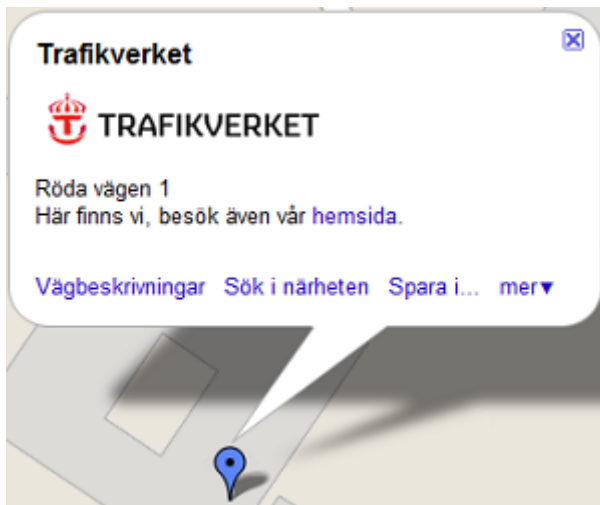 Trafikverket
TRAFIKVERKET
Röda vägen 1
Här finns vi, besök även vår hemsida.
Vägbeskrivningar Sök i närheten Spara i... mer▼